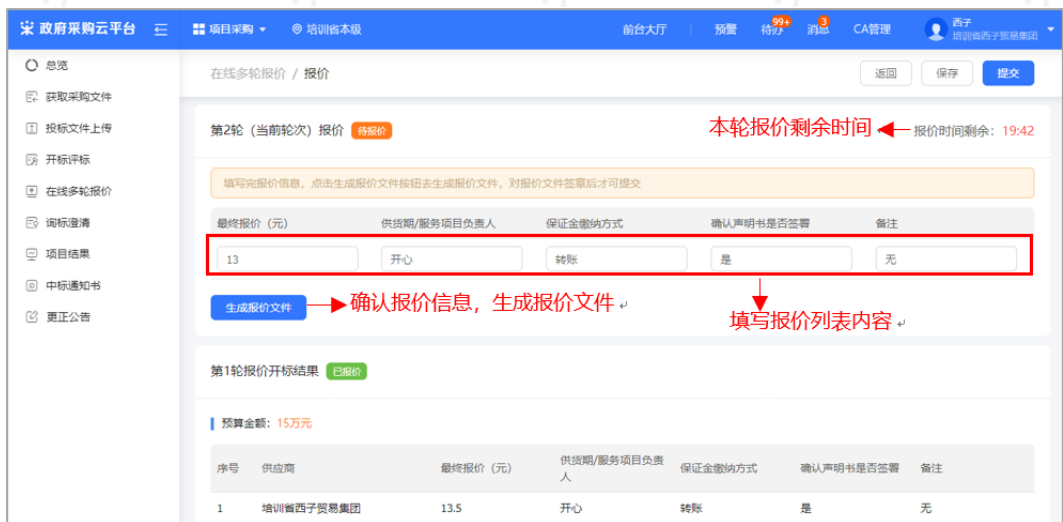 政府采购云平台 项目采购 培训省本级 前台大厅 预警 待办 99+ 消息 3 CA管理 西子
培训省西子贸易集团
总览
获取采购文件
投标文件上传
开标评标
在线多轮报价
询标澄清
项目结果
中标通知书
更正公告
在线多轮报价 / 报价 返回 保存 提交
第2轮（当前轮次）报价 待报价 本轮报价剩余时间 报价时间剩余：19:42
填写完报价信息，点击生成报价文件按钮去生成报价文件，对报价文件签章后才可提交
最终报价（元） 供货期/服务项目负责人 保证金缴纳方式 确认声明书是否签署 备注
13 开心 转账 是 无
生成报价文件 确认报价信息，生成报价文件
填写报价列表内容
第1轮报价开标结果 已报价
预算金额：15万元
序号 供应商 最终报价（元） 供货期/服务项目负责人 保证金缴纳方式 确认声明书是否签署 备注
1 培训省西子贸易集团 13.5 开心 转账 是 无